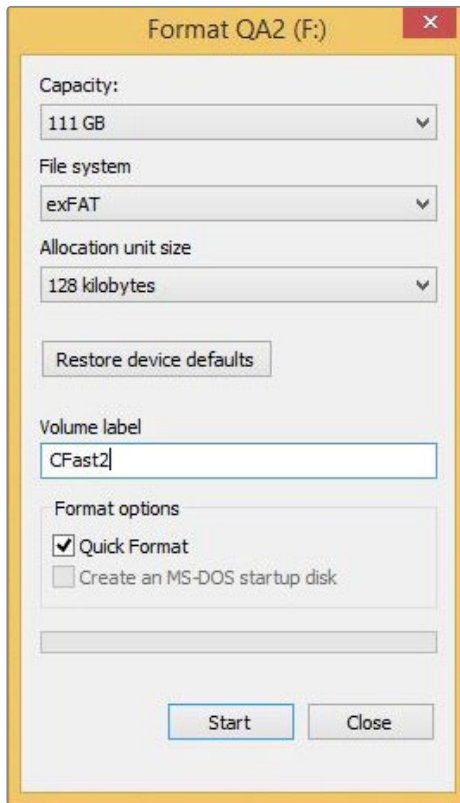 Format QA2 (F:)
Capacity:
111 GB
File system
exFAT
Allocation unit size
128 kilobytes
Restore device defaults
Volume label
CFast2
Format options
Quick Format
Create an MS-DOS startup disk
Start Close